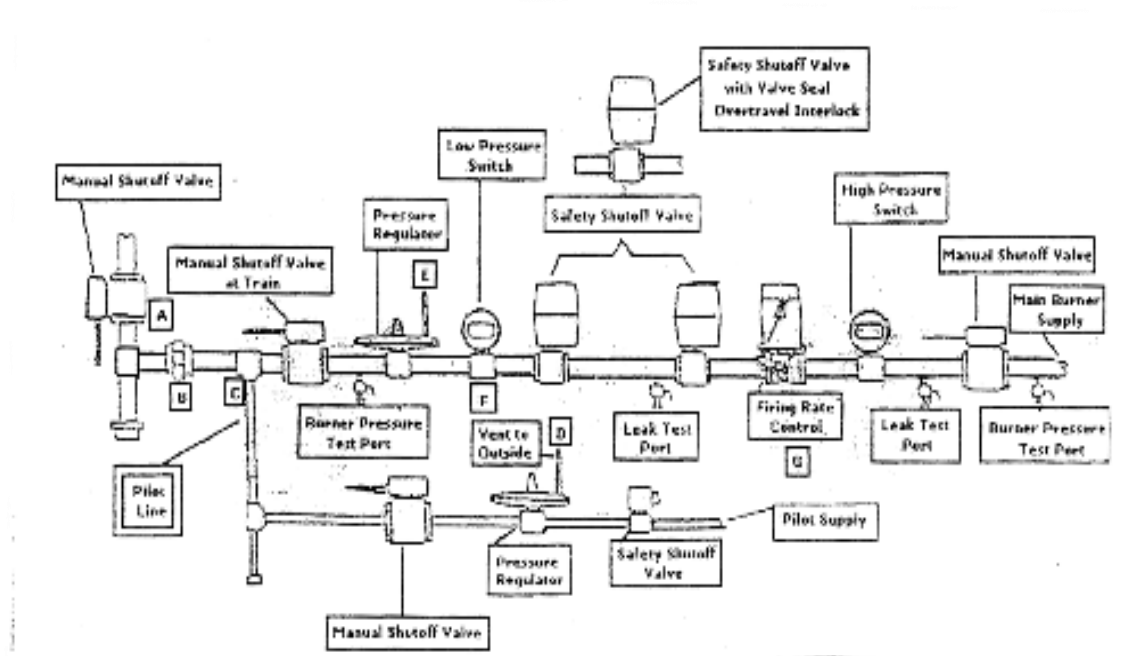 Safety Shutoff Valve
with Valve Seal
Overtravel Interlock
Low Pressure
Switch
Manual Shutoff Valve
High Pressure
Switch
Pressure
Regulator
Safety Shutoff Valve
Manual Shutoff Valve
at Train
Manual Shutoff Valve
E
Main Burner
Supply
A
B
C
F
Burner Pressure
Test Port
Vent to
Outside
D
Leak Test
Port
Firing Rate
Control
G
Leak Test
Port
Burner Pressure
Test Port
Pilot
Line
Pilot Supply
Pressure
Regulator
Safety Shutoff
Valve
Manual Shutoff Valve